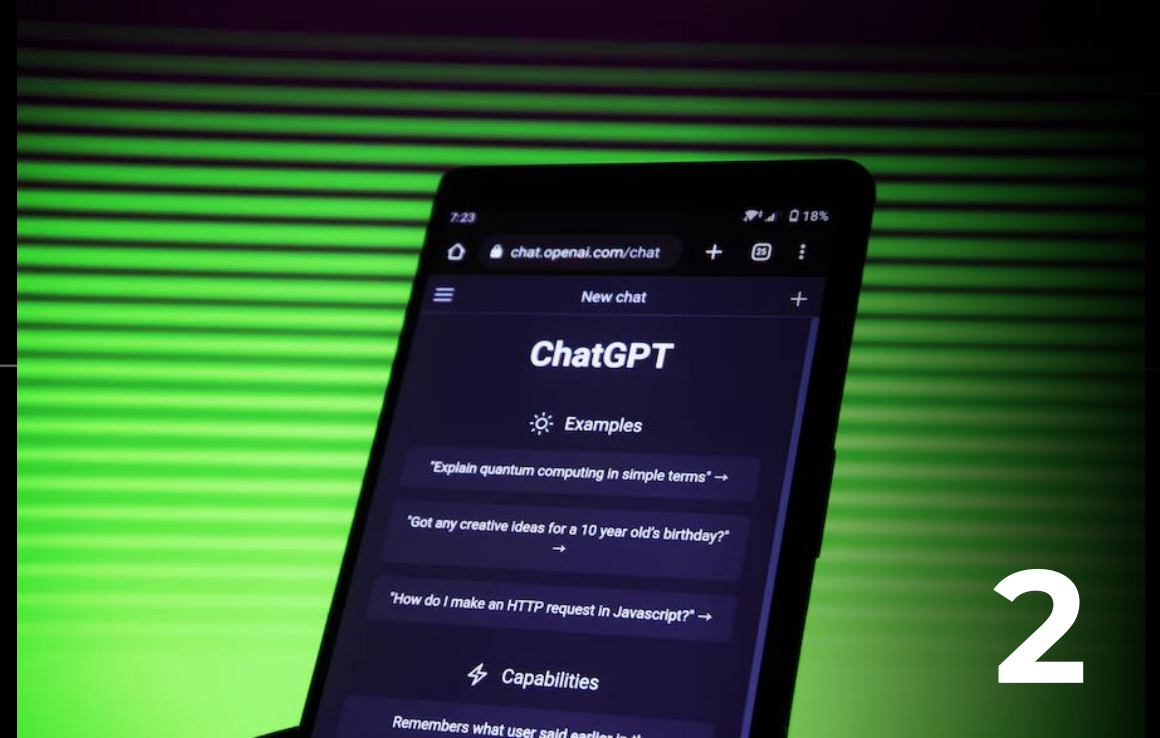 7:23
18%
chat.openai.com/chat
25
New chat
ChatGPT
Examples
"Explain quantum computing in simple terms" →
"Got any creative ideas for a 10 year old's birthday?"
→
"How do I make an HTTP request in Javascript?" →
Capabilities
Remembers what user said earlier in
2